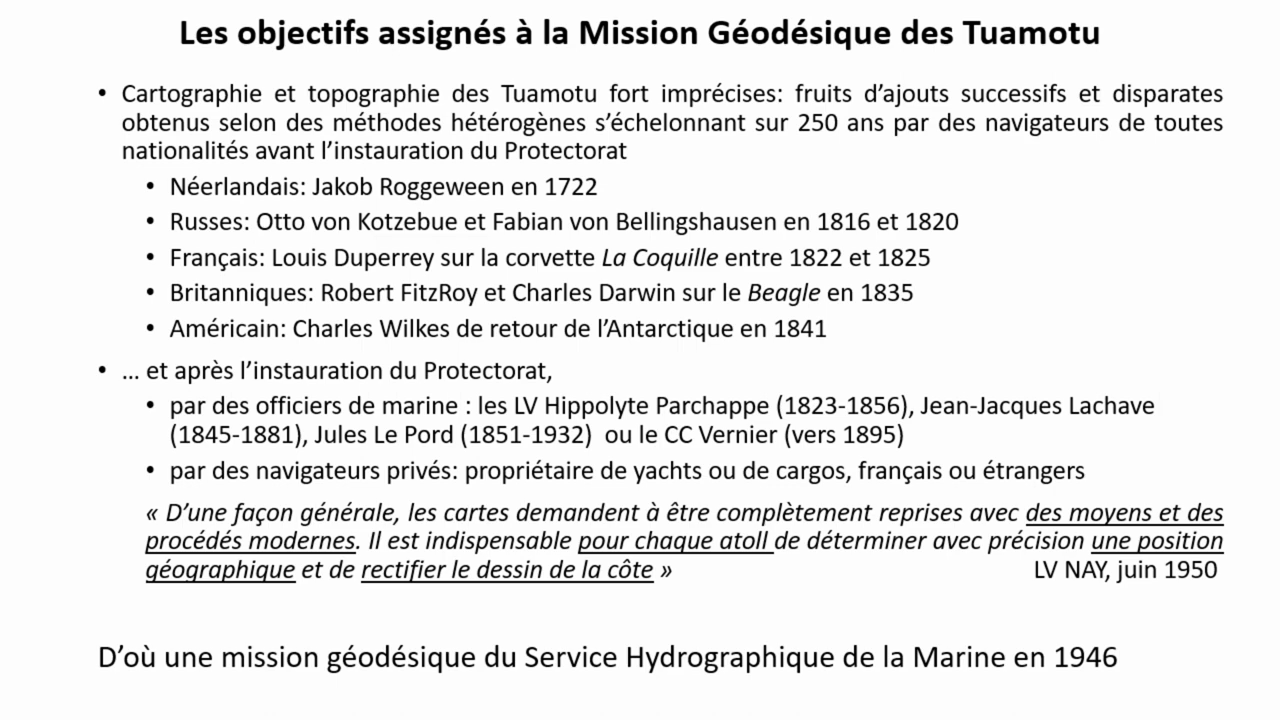 Les objectifs assignés à la Mission Géodésique des Tuamotu
• Cartographie et topographie des Tuamotu fort imprécises: fruits d’ajouts successifs et disparates
obtenus selon des méthodes hétérogènes s’échelonnant sur 250 ans par des navigateurs de toutes
nationalités avant l’instauration du Protectorat
• Néerlandais: Jakob Roggeween en 1722
• Russes: Otto von Kotzebue et Fabian von Bellingshausen en 1816 et 1820
• Français: Louis Duperrey sur la corvette La Coquille entre 1822 et 1825
• Britanniques: Robert FitzRoy et Charles Darwin sur le Beagle en 1835
• Américain: Charles Wilkes de retour de l’Antarctique en 1841
• … et après l’instauration du Protectorat,
• par des officiers de marine : les LV Hippolyte Parchappe (1823-1856), Jean-Jacques Lachave
(1845-1881), Jules Le Pord (1851-1932) ou le CC Vernier (vers 1895)
• par des navigateurs privés: propriétaire de yachts ou de cargos, français ou étrangers
« D’une façon générale, les cartes demandent à être complètement reprises avec des moyens et des
procédés modernes. Il est indispensable pour chaque atoll de déterminer avec précision une position
géographique et de rectifier le dessin de la côte » LV NAY, juin 1950
D’où une mission géodésique du Service Hydrographique de la Marine en 1946